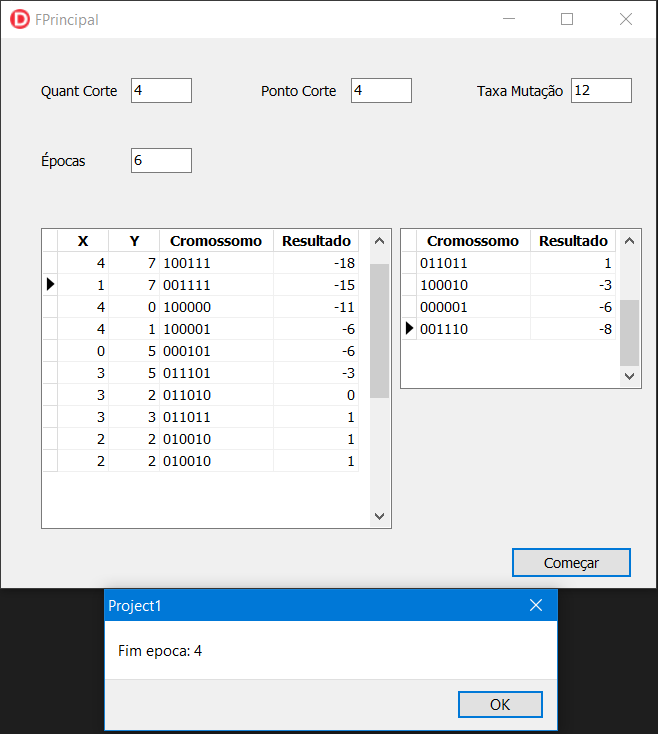 FPrincipal
Quant Corte 4 Ponto Corte 4 Taxa Mutação 12
Épocas 6
X Y Cromossomo Resultado
4 7 100111 -18
1 7 001111 -15
4 0 100000 -11
4 1 100001 -6
0 5 000101 -6
3 5 011101 -3
3 2 011010 0
3 3 011011 1
2 2 010010 1
2 2 010010 1
Cromossomo Resultado
011011 1
100010 -3
000001 -6
001110 -8
Começar
Project1
Fim epoca: 4
OK